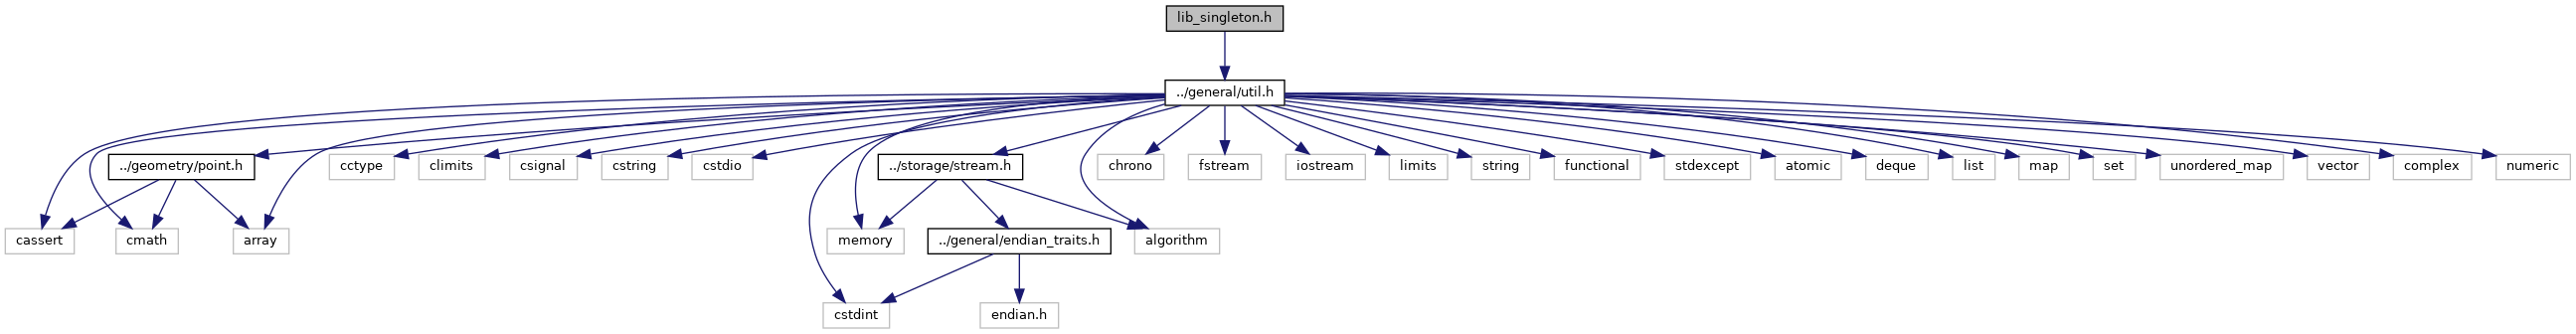 lib_singleton.h
../general/util.h
../geometry/point.h
cctype
climits
csignal
cstring
cstdio
../storage/stream.h
chrono
fstream
iostream
limits
string
functional
stdexcept
atomic
deque
list
map
set
unordered_map
vector
complex
numeric
cassert
cmath
array
memory
../general/endian_traits.h
algorithm
cstdint
endian.h